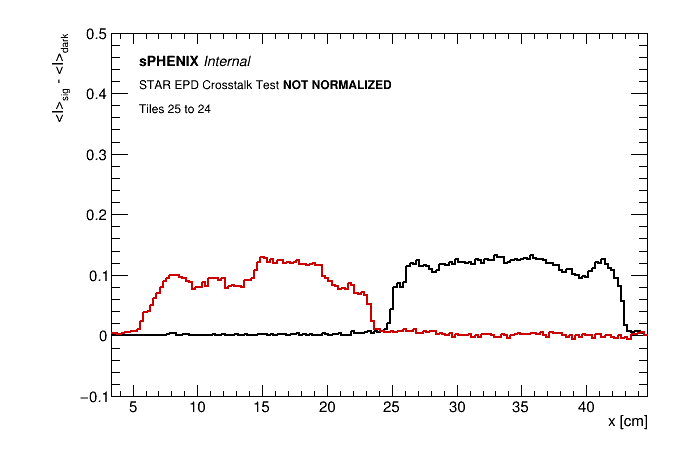 0.5
<I>sig - <I>dark
sPHENIX Internal
STAR EPD Crosstalk Test NOT NORMALIZED
0.4
Tiles 25 to 24
0.3
0.2
0.1
0
−0.1
5 10 15 20 25 30 35 40
x [cm]